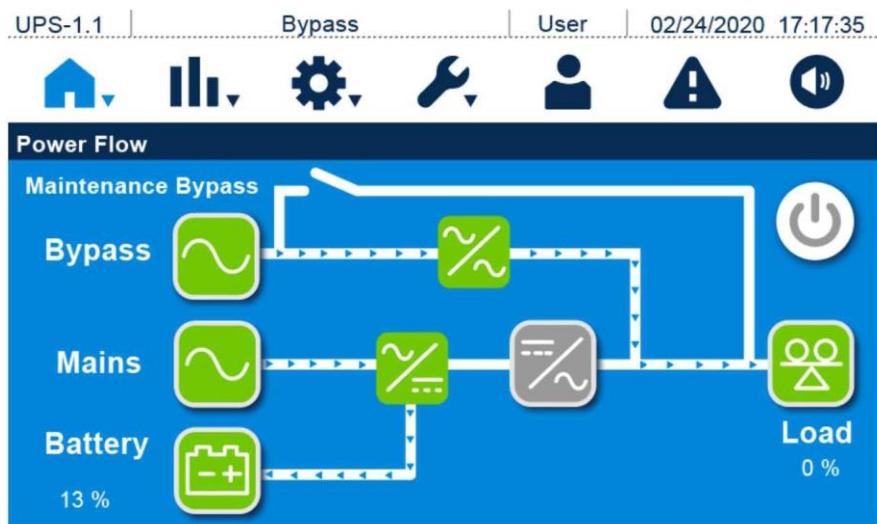 UPS-1.1 Bypass User 02/24/2020 17:17:35
Power Flow
Maintenance Bypass
Bypass
Mains
Battery
13 %
Load
0 %